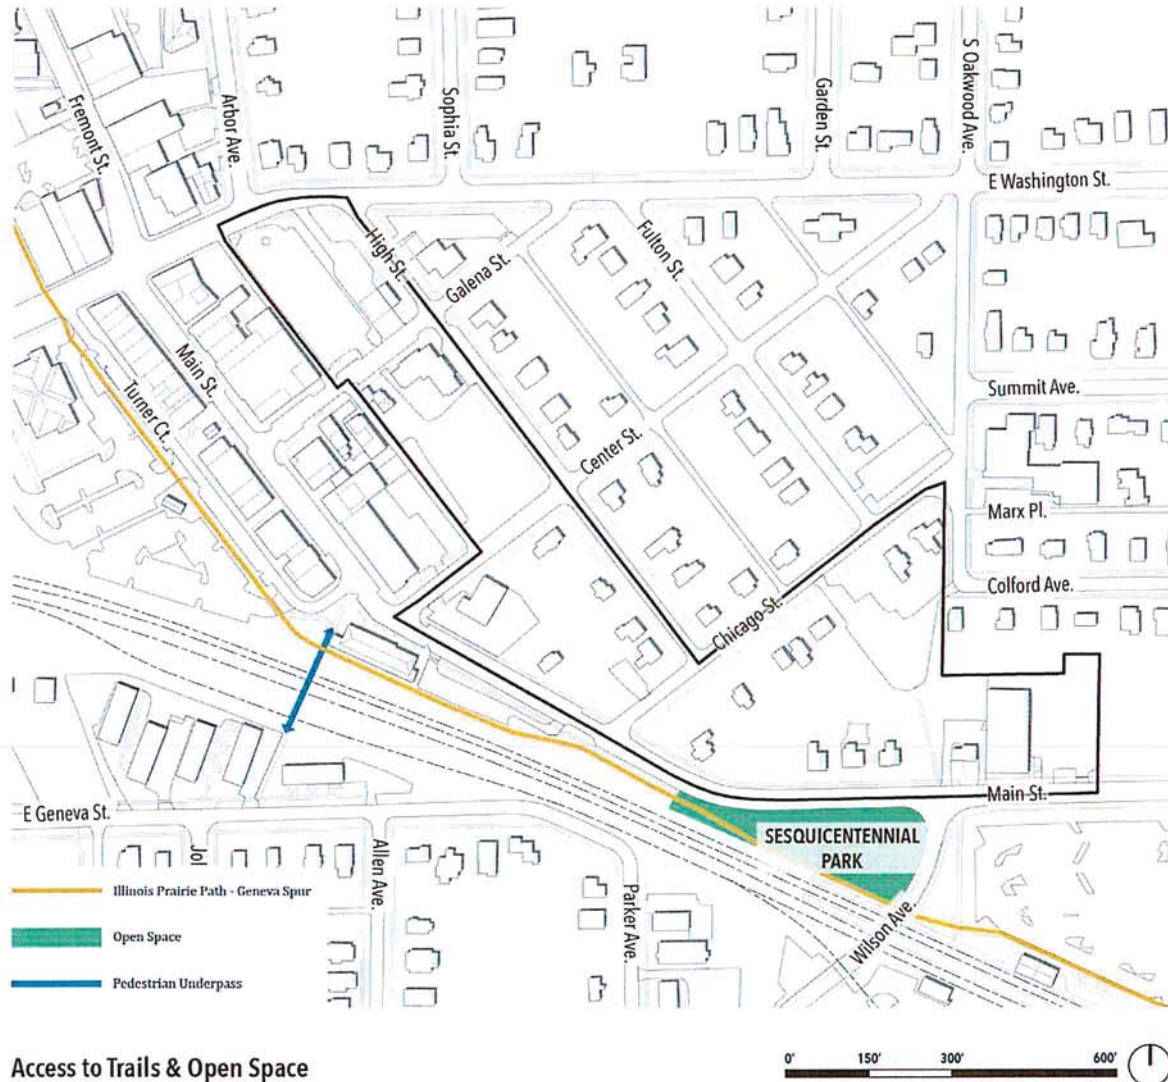 Fremont St.
Arbor Ave.
Sophia St.
Garden St.
S Oakwood Ave.
E Washington St.
High St.
Galena St.
Fulton St.
Main St.
Turner Ct.
Summit Ave.
Center St.
Marx Pl.
Colford Ave.
Chicago St.
Main St.
E Geneva St.
SESQUICENTENNIAL
PARK
Jol
Allen Ave.
Parker Ave.
Wilson Ave.
Illinois Prairie Path - Geneva Spur
Open Space
Pedestrian Underpass
Access to Trails & Open Space
0' 150' 300' 600'